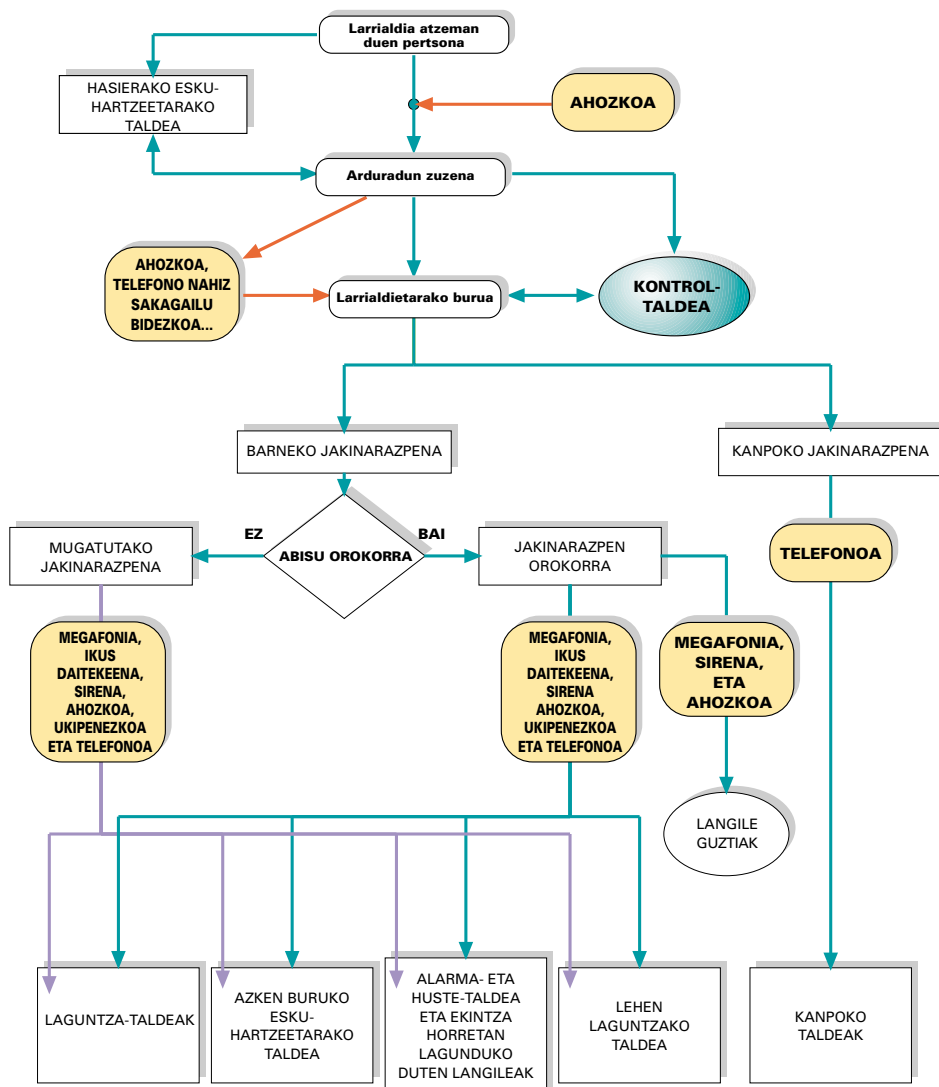 Larrialdia atzeman
duen pertsona
HASIERAKO ESKU-
HARTZEETARAKO
TALDEA
AHOZKOA
Arduradun zuzena
AHOZKOA,
TELEFONO NAHIZ
SAKAGAILU
BIDEZKOA...
Larrialdietarako burua
KONTROL-
TALDEA
BARNEKO JAKINARAZPENA
KANPOKO JAKINARAZPENA
EZ
BAI
MUGATUTAKO
JAKINARAZPENA
ABISU OROKORRA
JAKINARAZPEN
OROKORRA
TELEFONOA
MEGAFONIA,
IKUS
DAITEKEENA,
SIRENA,
AHOZKOA,
UKIPENEZKOA
ETA TELEFONOA
MEGAFONIA,
IKUS
DAITEKEENA,
SIRENA
AHOZKOA,
UKIPENEZKOA
ETA TELEFONOA
MEGAFONIA,
SIRENA,
ETA
AHOZKOA
LANGILE
GUZTIAK
LAGUNTZA-TALDEAK
AZKEN BURUKO
ESKU-
HARTZEETARAKO
TALDEA
ALARMA- ETA
HUSTE-TALDEA
ETA EKINTZA
HORRETAN
LAGUNDUKO
DUTEN LANGILEAK
LEHEN
LAGUNTZAKO
TALDEA
KANPOKO
TALDEAK